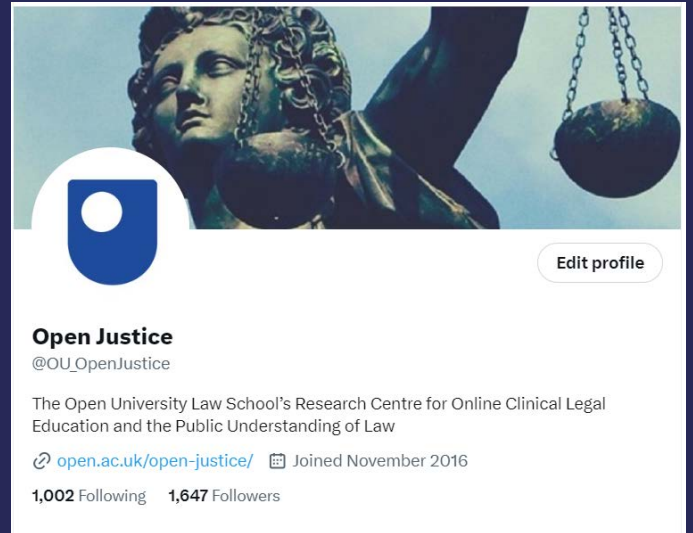 Edit profile
Open Justice
@OU_OpenJustice
The Open University Law School’s Research Centre for Online Clinical Legal
Education and the Public Understanding of Law
open.ac.uk/open-justice/ Joined November 2016
1,002 Following 1,647 Followers